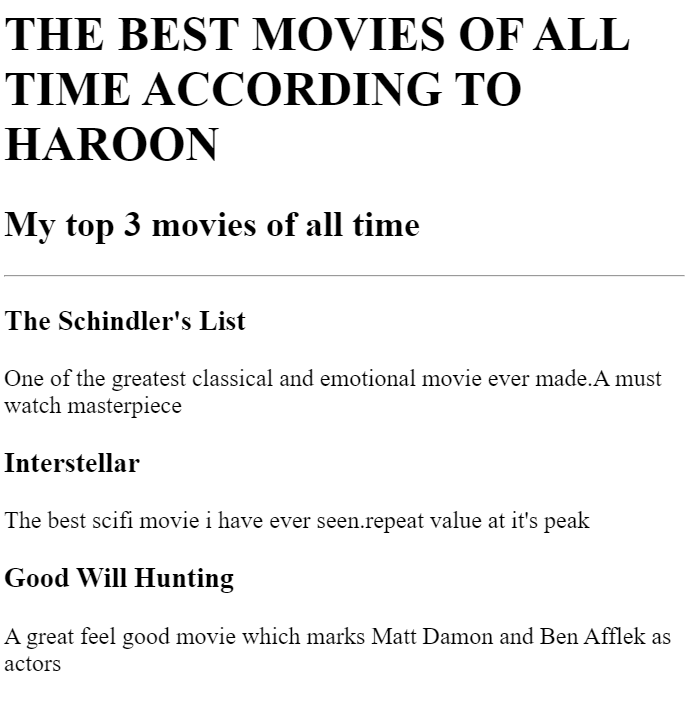 THE BEST MOVIES OF ALL
TIME ACCORDING TO
HAROON
My top 3 movies of all time
The Schindler's List
One of the greatest classical and emotional movie ever made.A must
watch masterpiece
Interstellar
The best scifi movie i have ever seen.repeat value at it's peak
Good Will Hunting
A great feel good movie which marks Matt Damon and Ben Afflek as
actors